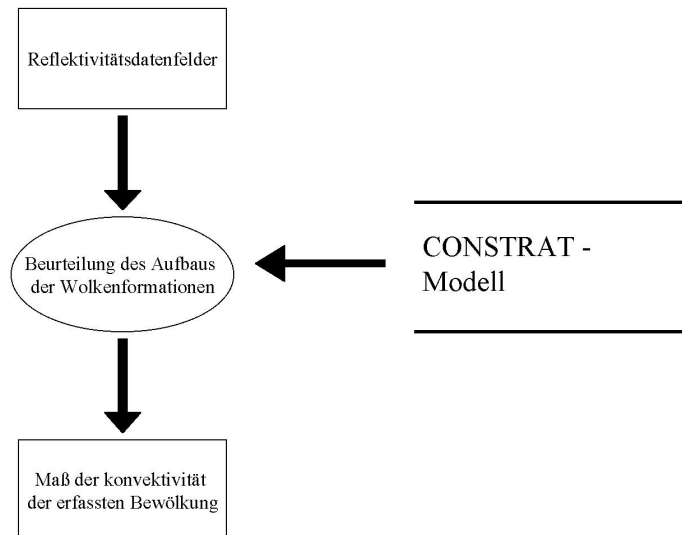 Reflektivitätsdatenfelder
Beurteilung des Aufbaus
der Wolkenformationen
CONSTRAT -
Modell
Maß der konvektivität
der erfassten Bewölkung